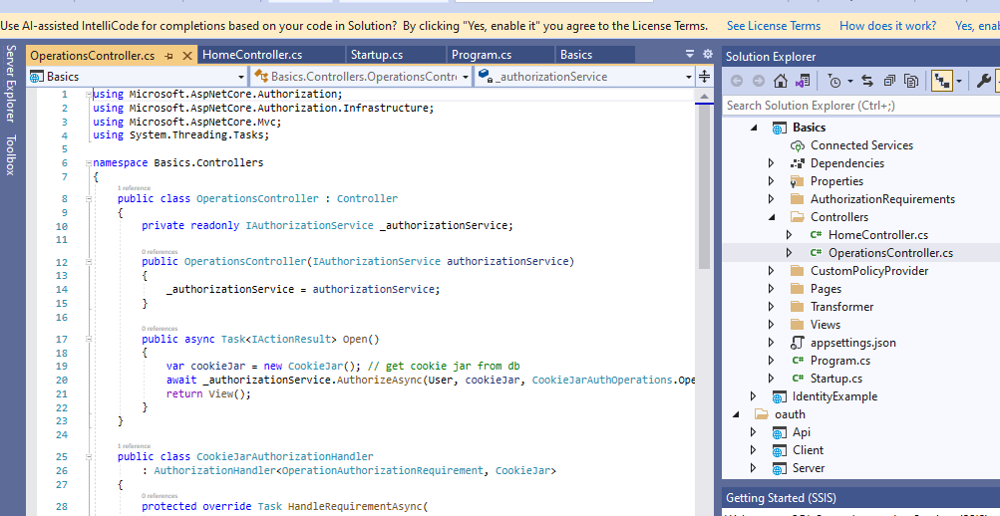 Use AI-assisted IntelliCode for completions based on your code in Solution? By clicking "Yes, enable it" you agree to the License Terms. See License Terms How does it work? Yes, enab
Server Explorer
Toolbox
OperationsController.cs HomeController.cs Startup.cs Program.cs Basics
Basics Basics.Controllers.OperationsContro _authorizationService
1 using Microsoft.AspNetCore.Authorization;
2 using Microsoft.AspNetCore.Authorization.Infrastructure;
3 using Microsoft.AspNetCore.Mvc;
4 using System.Threading.Tasks;
5
6 namespace Basics.Controllers
7 {
1 reference
8 public class OperationsController : Controller
9 {
10 private readonly IAuthorizationService _authorizationService;
11
0 references
12 public OperationsController(IAuthorizationService authorizationService)
13 {
14 _authorizationService = authorizationService;
15 }
16
0 references
17 public async Task<IActionResult> Open()
18 {
19 var cookieJar = new CookieJar(); // get cookie jar from db
20 await _authorizationService.AuthorizeAsync(User, cookieJar, CookieJarAuthOperations.Ope
21 return View();
22 }
23 }
24
1 reference
25 public class CookieJarAuthorizationHandler
26 : AuthorizationHandler<OperationAuthorizationRequirement, CookieJar>
27 {
0 references
28 protected override Task HandleRequirementAsync(
Solution Explorer
Search Solution Explorer (Ctrl+;)
Basics
Connected Services
Dependencies
Properties
AuthorizationRequirements
Controllers
C# HomeController.cs
C# OperationsController.cs
CustomPolicyProvider
Pages
Transformer
Views
appsettings.json
C# Program.cs
C# Startup.cs
IdentityExample
oauth
Api
Client
Server
Getting Started (SSIS)